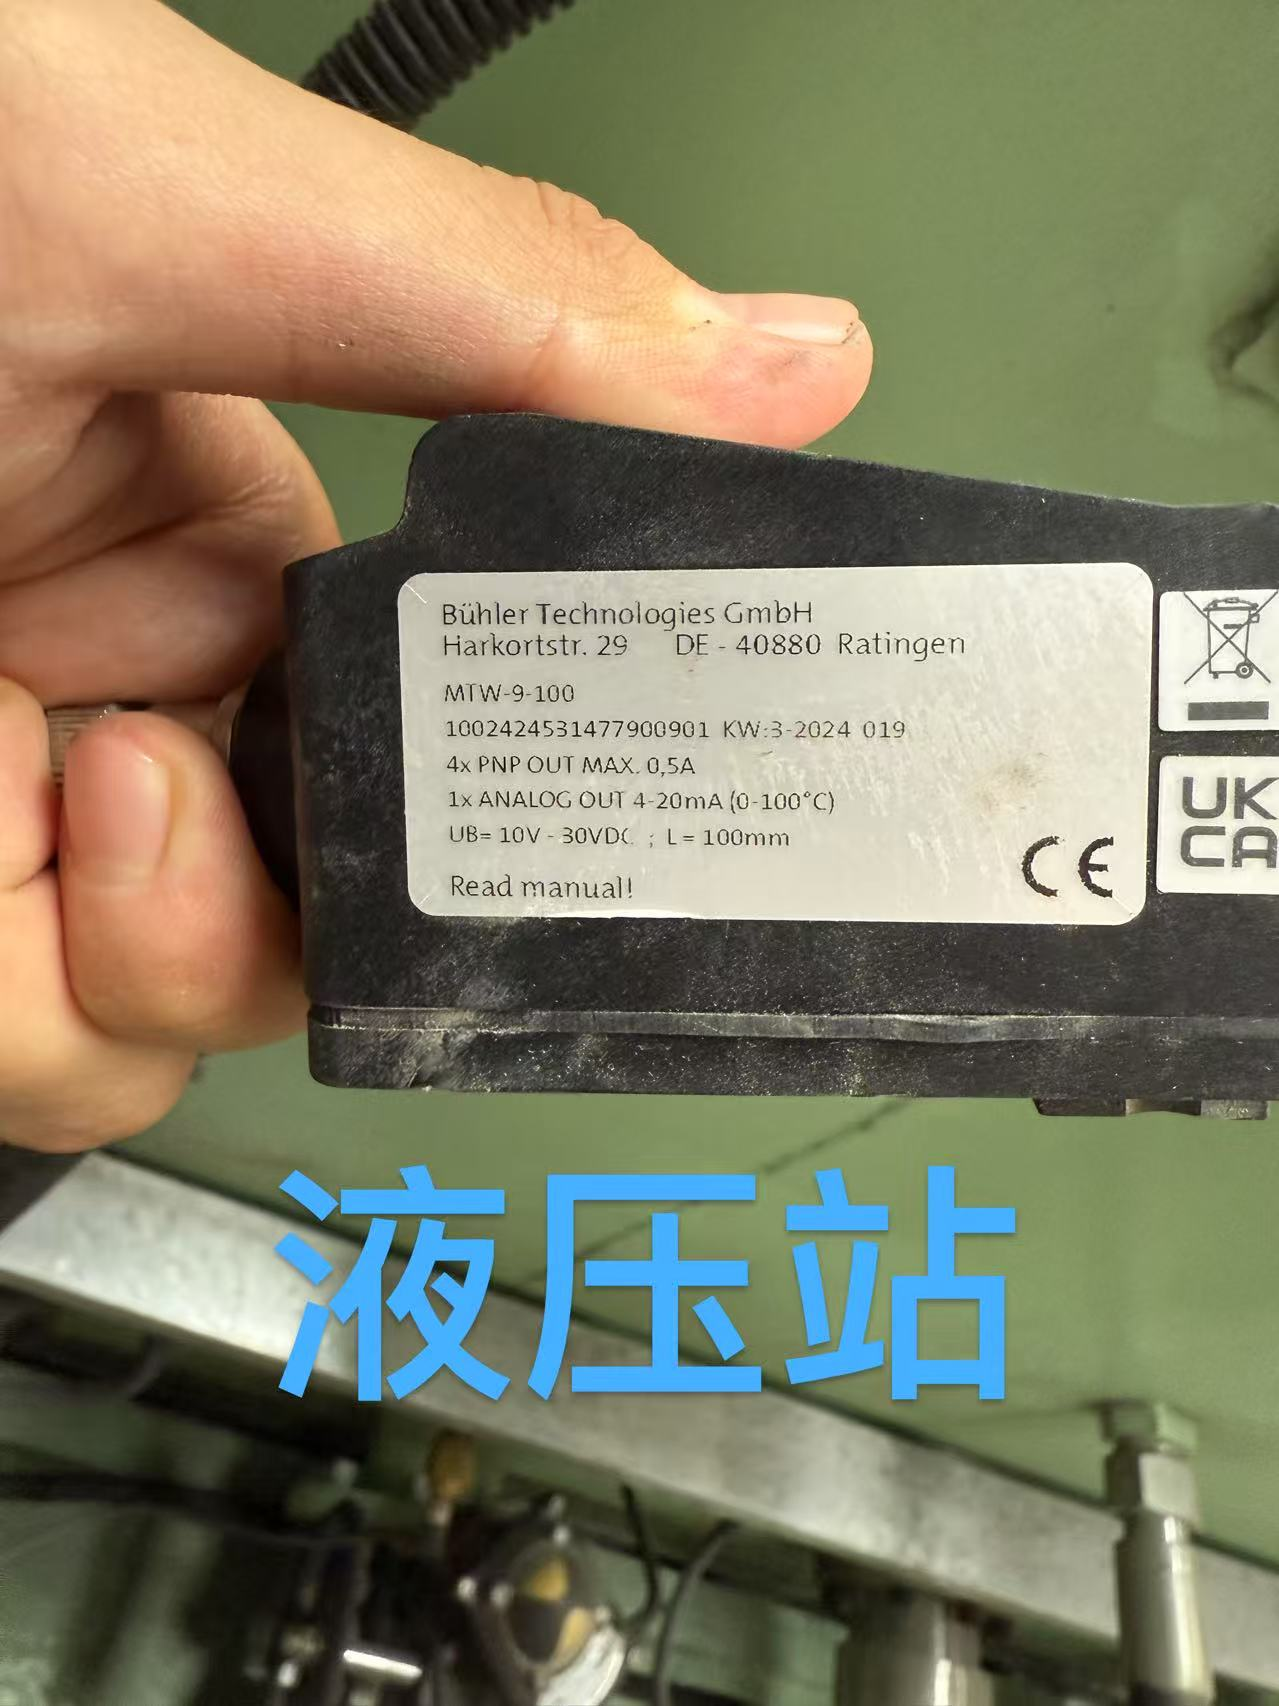 Bühler Technologies GmbH
Harkortstr. 29 DE - 40880 Ratingen
MTW-9-100
1002424531477900901 KW:3-2024 019
4x PNP OUT MAX. 0,5A
1x ANALOG OUT 4-20mA (0-100°C)
UB= 10V - 30VDC ; L = 100mm
Read manual!
CE
UK
CA
液压站